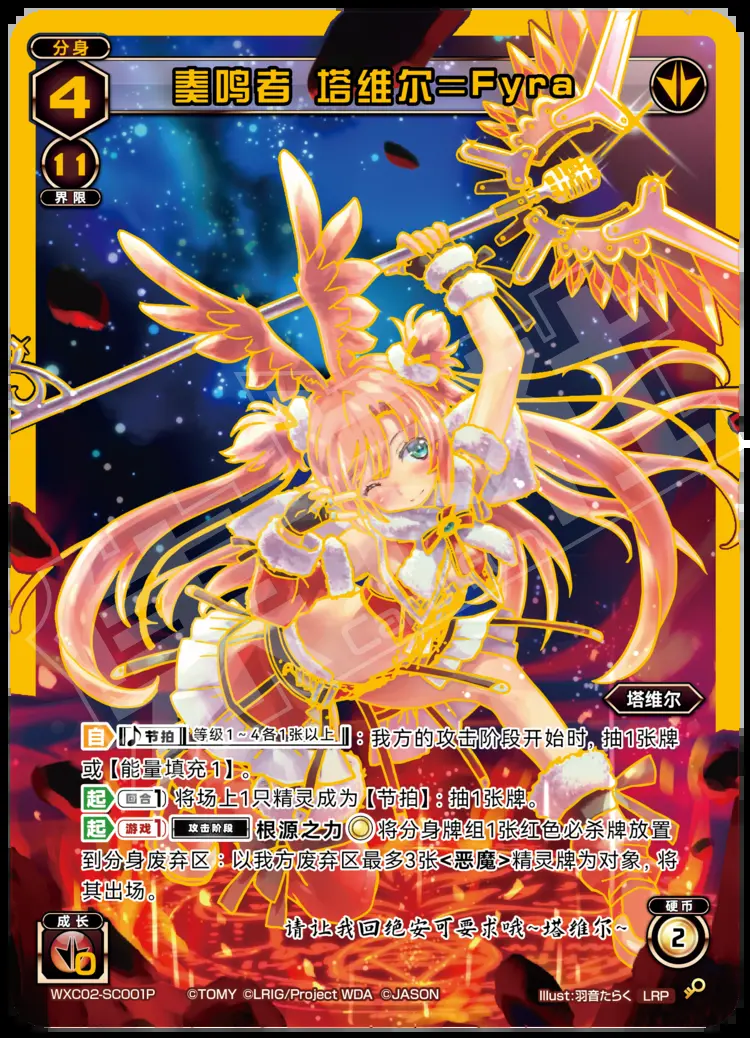 分身
4
奏鸣者 塔维尔=Fyra
11
界限
塔维尔
自 ♪节拍 等级1~4各1张以上：我方的攻击阶段开始时，抽1张牌
或【能量填充1】。
起 回合1 将场上1只精灵成为【节拍】：抽1张牌。
起 游戏1 攻击阶段 根源之力 将分身牌组1张红色必杀牌放置
到分身废弃区：以我方废弃区最多3张<恶魔>精灵牌为对象，将
其出场。
成长
0
请让我回绝安可要求哦~塔维尔~
硬币
2
WXC02-SC001P ©TOMY ©LRIG/Project WDA ©JASON Illust:羽音たらく LRP